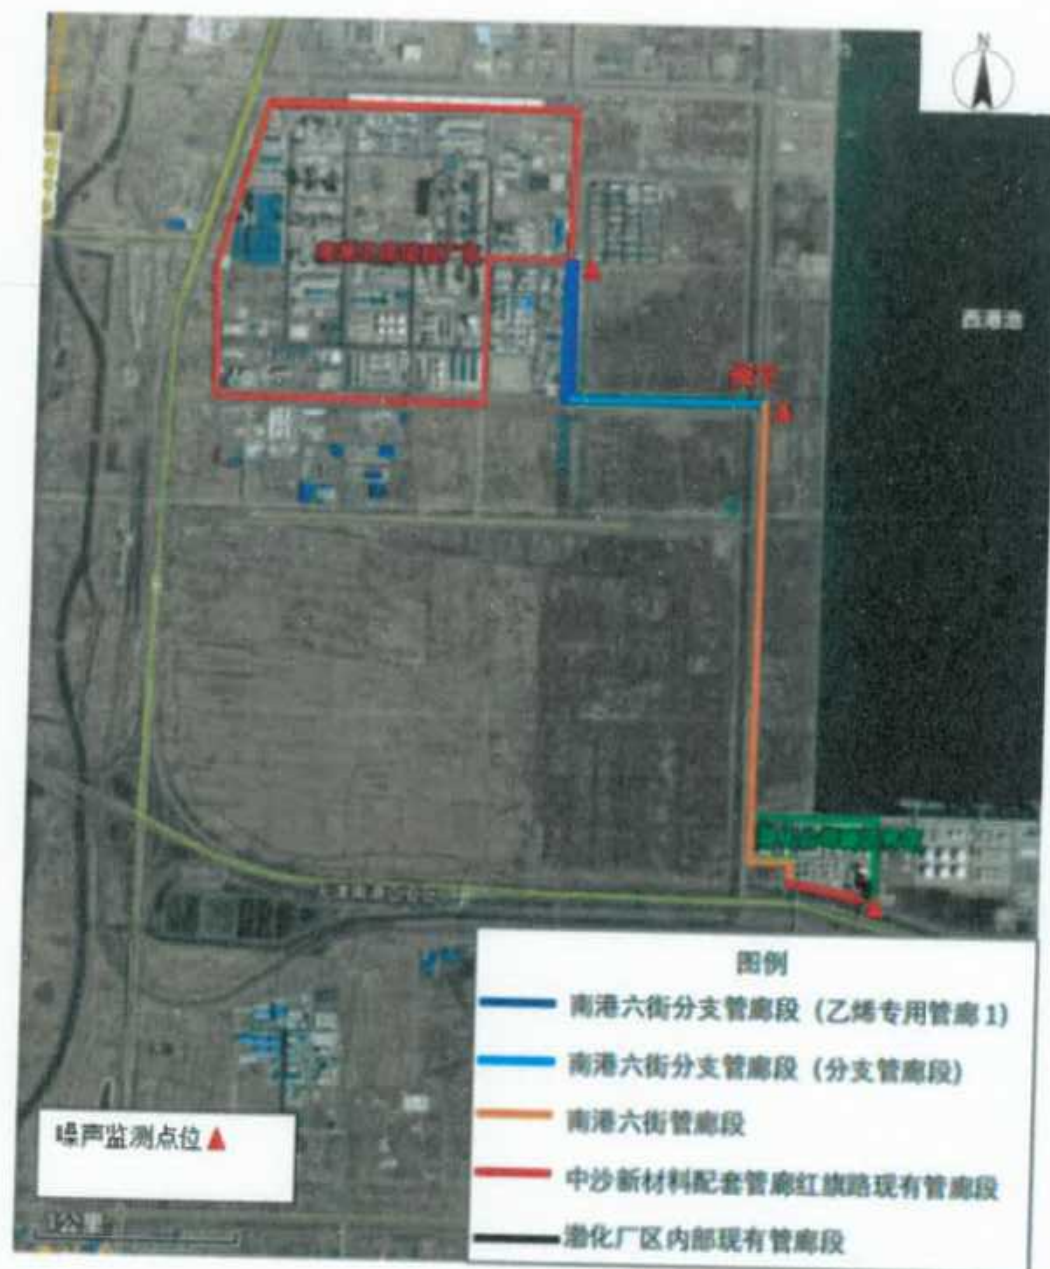 N
西港池
图例
南港六街分支管廊段（乙烯专用管廊 1）
南港六街分支管廊段（分支管廊段）
南港六街管廊段
中沙新材料配套管廊红旗路现有管廊段
渤化厂区内部现有管廊段
噪声监测点位
1公里